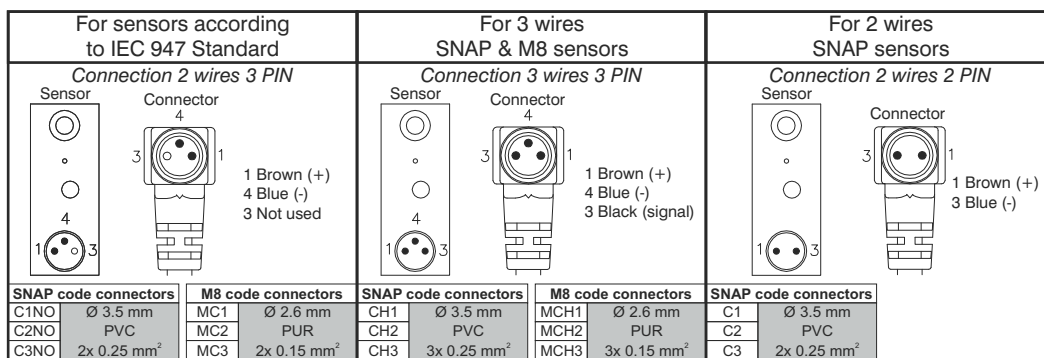 For sensors according
to IEC 947 Standard
Connection 2 wires 3 PIN
Sensor
Connector
4
3
1
1 Brown (+)
4 Blue (-)
3 Not used
4
1
3
SNAP code connectors
C1NO Ø 3.5 mm
C2NO PVC
C3NO 2x 0.25 mm²
M8 code connectors
MC1 Ø 2.6 mm
MC2 PUR
MC3 2x 0.15 mm²
For 3 wires
SNAP & M8 sensors
Connection 3 wires 3 PIN
Sensor
Connector
4
3
1
1 Brown (+)
4 Blue (-)
3 Black (signal)
4
1
3
SNAP code connectors
CH1 Ø 3.5 mm
CH2 PVC
CH3 3x 0.25 mm²
M8 code connectors
MCH1 Ø 2.6 mm
MCH2 PUR
MCH3 3x 0.15 mm²
For 2 wires
SNAP sensors
Connection 2 wires 2 PIN
Sensor
Connector
3
1
1 Brown (+)
3 Blue (-)
1
3
SNAP code connectors
C1 Ø 3.5 mm
C2 PVC
C3 2x 0.25 mm²